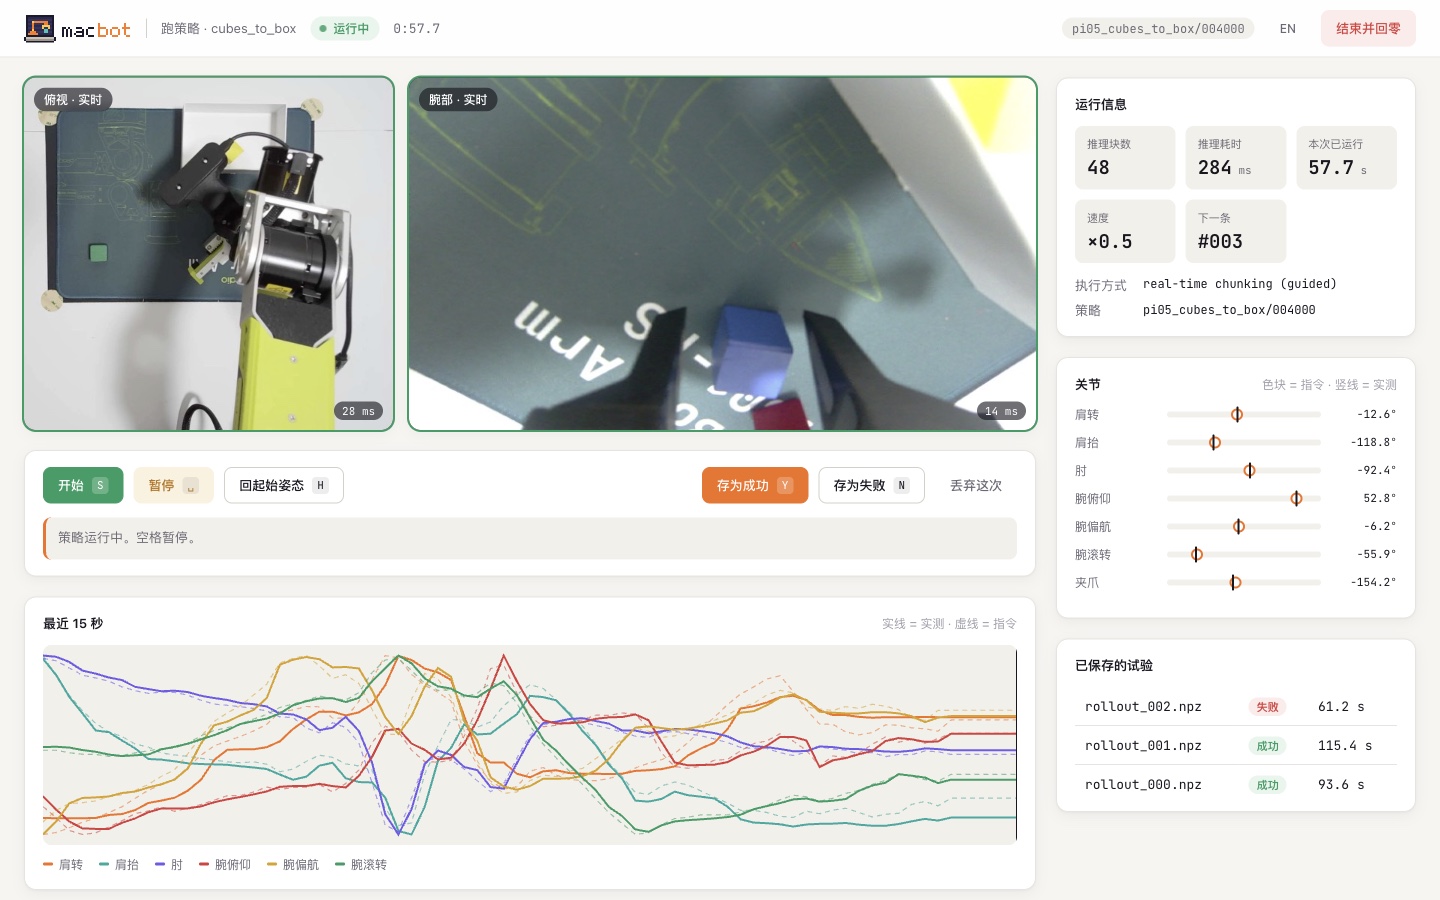 macbot
跑策略 · cubes_to_box
运行中
0:57.7
pi05_cubes_to_box/004000
EN
结束并回零
俯视 · 实时
28 ms
腕部 · 实时
Arm
14 ms
开始 S
暂停
回起始姿态 H
存为成功 Y
存为失败 N
丢弃这次
策略运行中。空格暂停。
最近 15 秒
实线 = 实测 · 虚线 = 指令
肩转
肩抬
肘
腕俯仰
腕偏航
腕滚转
运行信息
推理块数
48
推理耗时
284 ms
本次已运行
57.7 s
速度
×0.5
下一条
#003
执行方式 real-time chunking (guided)
策略 pi05_cubes_to_box/004000
关节
色块 = 指令 · 竖线 = 实测
肩转 -12.6°
肩抬 -118.8°
肘 -92.4°
腕俯仰 52.8°
腕偏航 -6.2°
腕滚转 -55.9°
夹爪 -154.2°
已保存的试验
rollout_002.npz 失败 61.2 s
rollout_001.npz 成功 115.4 s
rollout_000.npz 成功 93.6 s